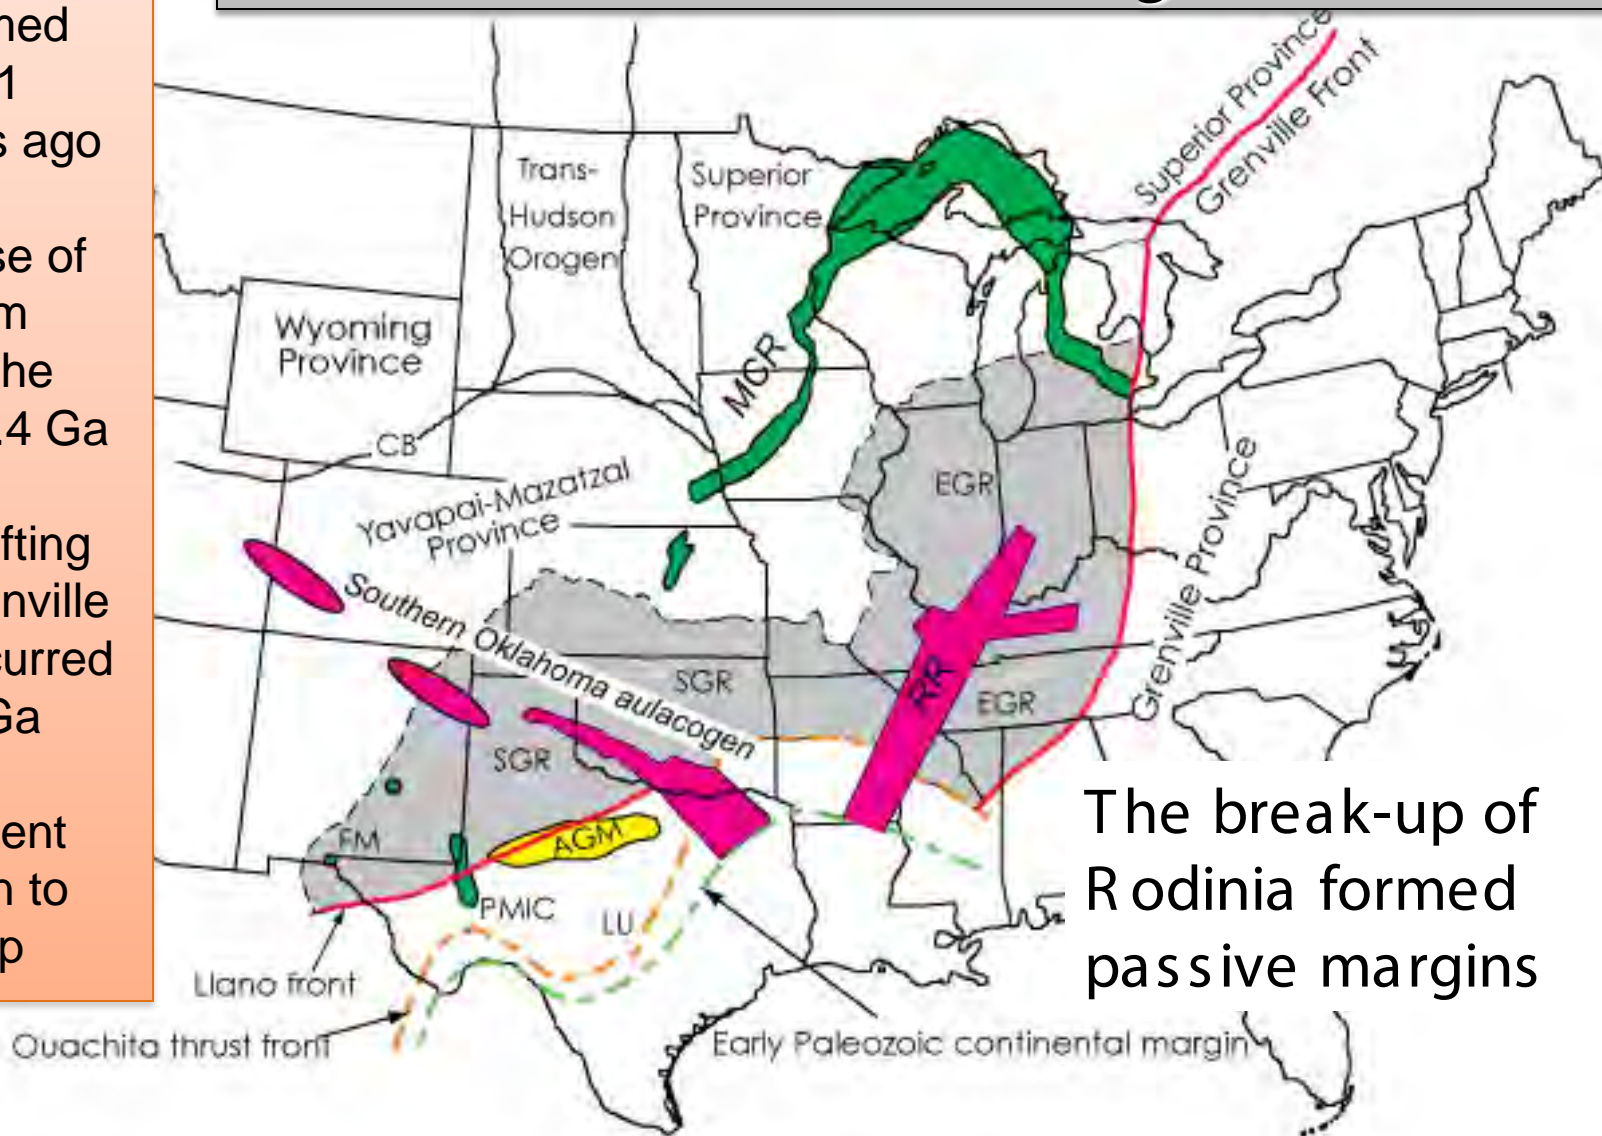 ned
1
s ago
se of
m
he
.4 Ga
fting
nville
curred
Ga
ent
n to
p
Superior Province
Grenville Front
Trans-
Hudson
Orogen
Superior
Province
Wyoming
Province
MCR
CB
EGR
Yavapai-Mazatzal
Province
Grenville Province
Southern Oklahoma aulacogen
SGR
RR
EGR
SGR
FM
AGM
PMIC
LU
Llano front
Ouachita thrust front
Early Paleozoic continental margin
The break-up of
Rodinia formed
passive margins